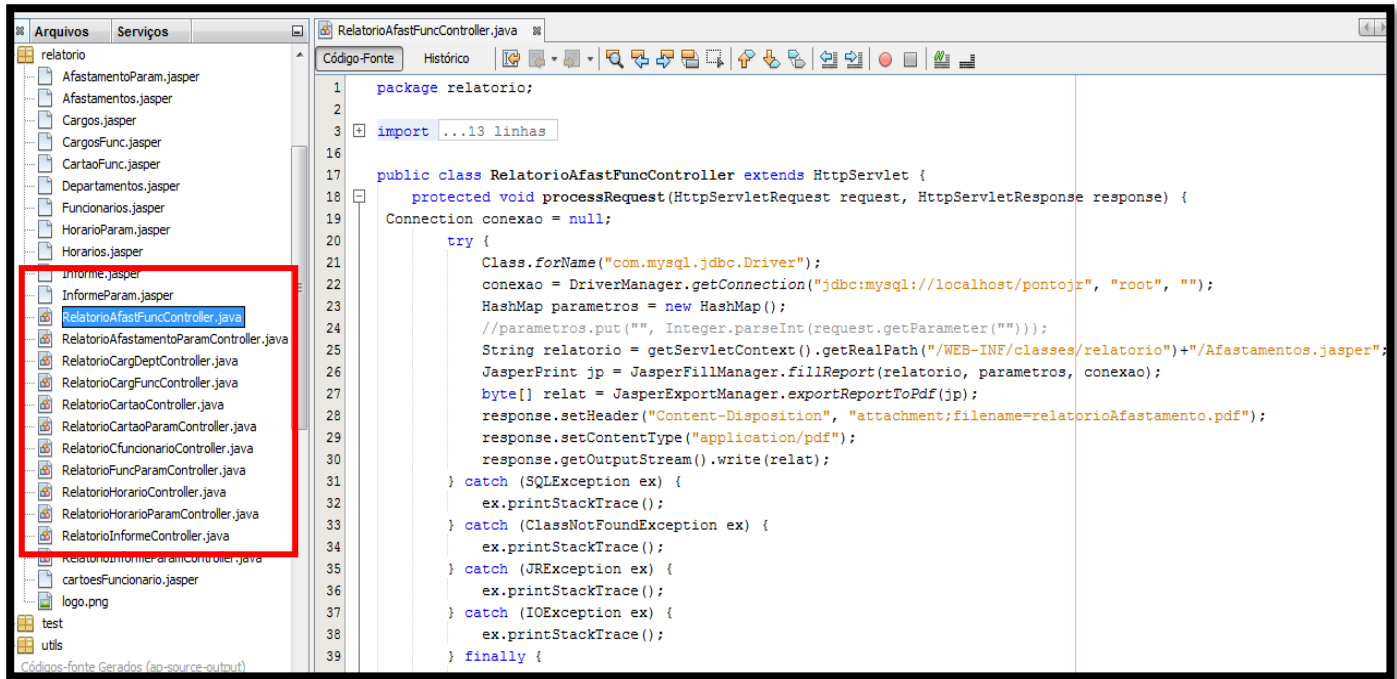 Arquivos Serviços
relatorio
AfastamentoParam.jasper
Afastamentos.jasper
Cargos.jasper
CargosFunc.jasper
CartaoFunc.jasper
Departamentos.jasper
Funcionarios.jasper
HorarioParam.jasper
Horarios.jasper
Informe.jasper
InformeParam.jasper
RelatorioAfastFuncController.java
RelatorioAfastamentoParamController.java
RelatorioCargDeptController.java
RelatorioCargFuncController.java
RelatorioCartaoController.java
RelatorioCartaoParamController.java
RelatorioCfuncionarioController.java
RelatorioFuncParamController.java
RelatorioHorarioController.java
RelatorioHorarioParamController.java
RelatorioInformeController.java
RelatorioInformeParamController.java
cartoesFuncionario.jasper
logo.png
test
utils
Códigos-fonte Gerados (ap-source-output)
RelatorioAfastFuncController.java
Código-Fonte Histórico
1 package relatorio;
2
3 import ...13 linhas
16
17 public class RelatorioAfastFuncController extends HttpServlet {
18 protected void processRequest(HttpServletRequest request, HttpServletResponse response) {
19 Connection conexao = null;
20 try {
21 Class.forName("com.mysql.jdbc.Driver");
22 conexao = DriverManager.getConnection("jdbc:mysql://localhost/pontojr", "root", "");
23 HashMap parametros = new HashMap();
24 //parametros.put("", Integer.parseInt(request.getParameter("")));
25 String relatorio = getServletContext().getRealPath("/WEB-INF/classes/relatorio")+"/Afastamentos.jasper";
26 JasperPrint jp = JasperFillManager.fillReport(relatorio, parametros, conexao);
27 byte[] relat = JasperExportManager.exportReportToPdf(jp);
28 response.setHeader("Content-Disposition", "attachment;filename=relatorioAfastamento.pdf");
29 response.setContentType("application/pdf");
30 response.getOutputStream().write(relat);
31 } catch (SQLException ex) {
32 ex.printStackTrace();
33 } catch (ClassNotFoundException ex) {
34 ex.printStackTrace();
35 } catch (JRException ex) {
36 ex.printStackTrace();
37 } catch (IOException ex) {
38 ex.printStackTrace();
39 } finally {